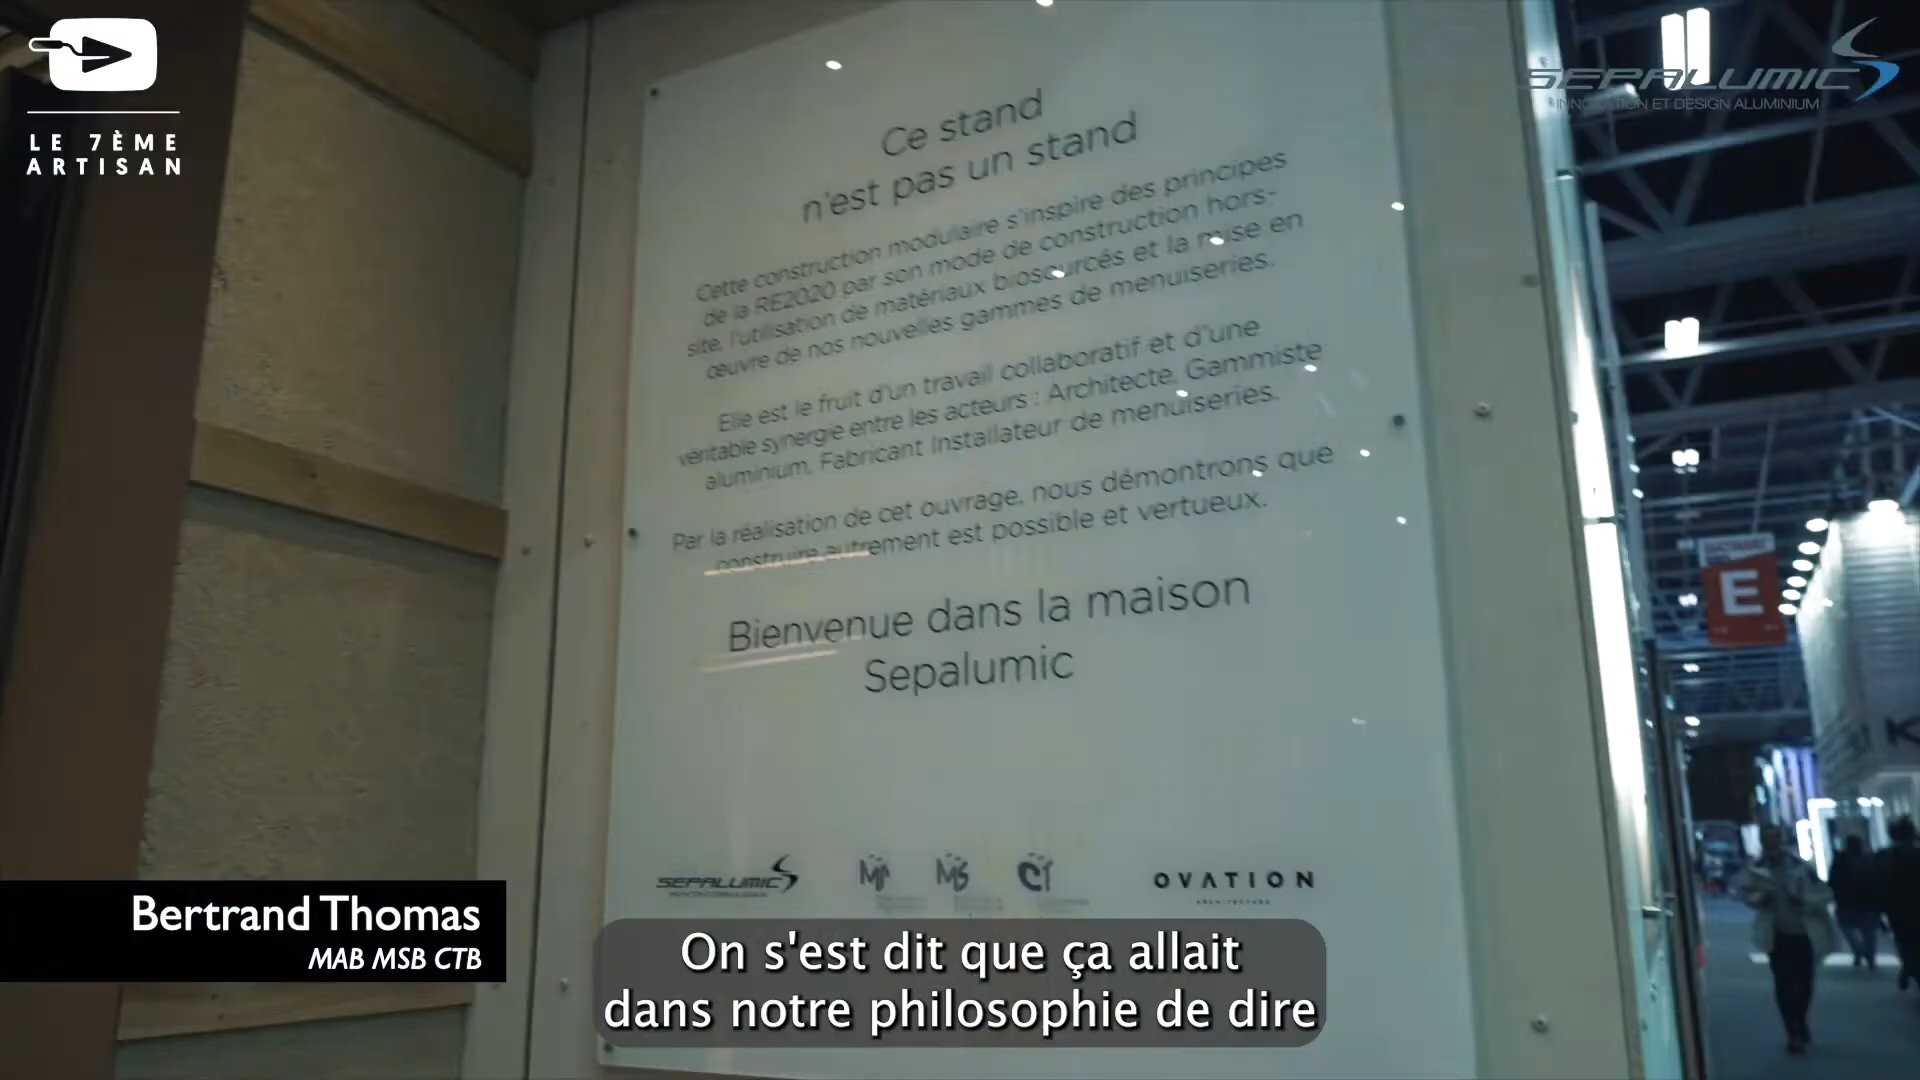 LE 7ÈME
ARTISAN
SEPALUMIC
INNOVATION ET DESIGN ALUMINIUM
Ce stand
n'est pas un stand
Cette construction modulaire s'inspire des principes
de la RE2020 par son mode de construction hors-
site, l'utilisation de matériaux biosourcés et la mise en
œuvre de nos nouvelles gammes de menuiseries.
Elle est le fruit d'un travail collaboratif et d'une
véritable synergie entre les acteurs : Architecte, Gammiste
aluminium, Fabricant Installateur de menuiseries.
Par la réalisation de cet ouvrage, nous démontrons que
construire autrement est possible et vertueux.
Bienvenue dans la maison
Sepalumic
SEPALUMIC
OVATION
ARCHITECTURE
E
K
Bertrand Thomas
MAB MSB CTB
On s'est dit que ça allait
dans notre philosophie de dire